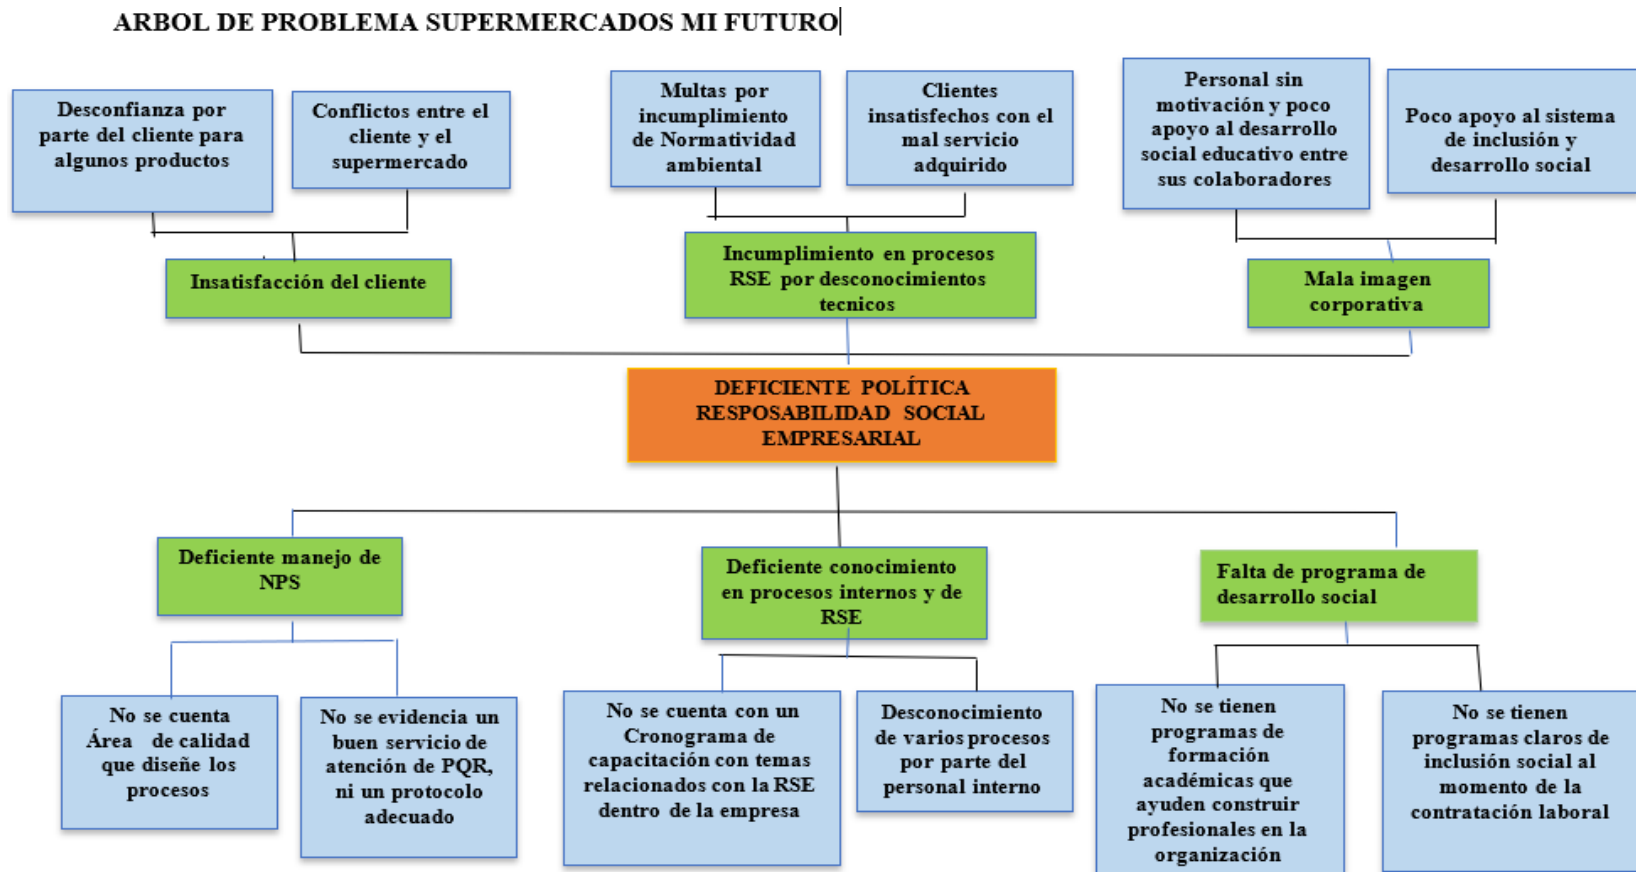 ARBOL DE PROBLEMA SUPERMERCADOS MI FUTURO
Desconfianza por
parte del cliente para
algunos productos
Conflictos entre el
cliente y el
supermercado
Multas por
incumplimiento
de Normatividad
ambiental
Clientes
insatisfechos con el
mal servicio
adquirido
Personal sin
motivación y poco
apoyo al desarrollo
social educativo entre
sus colaboradores
Poco apoyo al sistema
de inclusión y
desarrollo social
Insatisfacción del cliente
Incumplimiento en procesos
RSE por desconocimientos
tecnicos
Mala imagen
corporativa
DEFICIENTE POLÍTICA
RESPOSABILIDAD SOCIAL
EMPRESARIAL
Deficiente manejo de
NPS
Deficiente conocimiento
en procesos internos y de
RSE
Falta de programa de
desarrollo social
No se cuenta
Área de calidad
que diseñe los
procesos
No se evidencia un
buen servicio de
atención de PQR,
ni un protocolo
adecuado
No se cuenta con un
Cronograma de
capacitación con temas
relacionados con la RSE
dentro de la empresa
Desconocimiento
de varios procesos
por parte del
personal interno
No se tienen
programas de
formación
académicas que
ayuden construir
profesionales en la
organización
No se tienen
programas claros de
inclusión social al
momento de la
contratación laboral